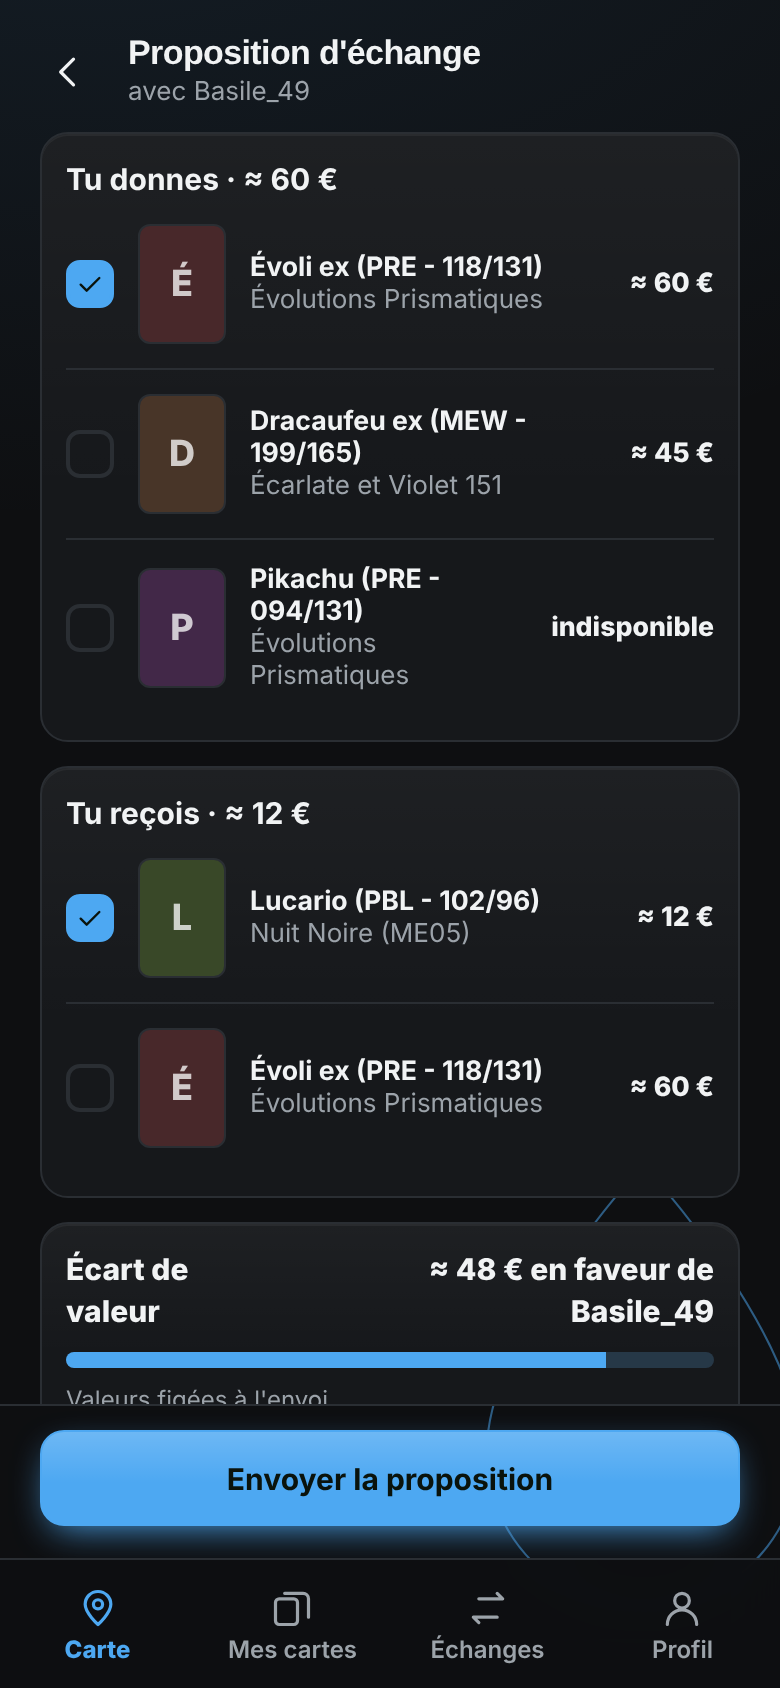 Proposition d'échange
avec Basile_49
Tu donnes · ≈ 60 €
É
Évoli ex (PRE - 118/131)
Évolutions Prismatiques
≈ 60 €
D
Dracaufeu ex (MEW -
199/165)
Écarlate et Violet 151
≈ 45 €
P
Pikachu (PRE -
094/131)
Évolutions
Prismatiques
indisponible
Tu reçois · ≈ 12 €
L
Lucario (PBL - 102/96)
Nuit Noire (ME05)
≈ 12 €
É
Évoli ex (PRE - 118/131)
Évolutions Prismatiques
≈ 60 €
Écart de
valeur
≈ 48 € en faveur de
Basile_49
Valeurs figées à l'envoi
Envoyer la proposition
Carte
Mes cartes
Échanges
Profil